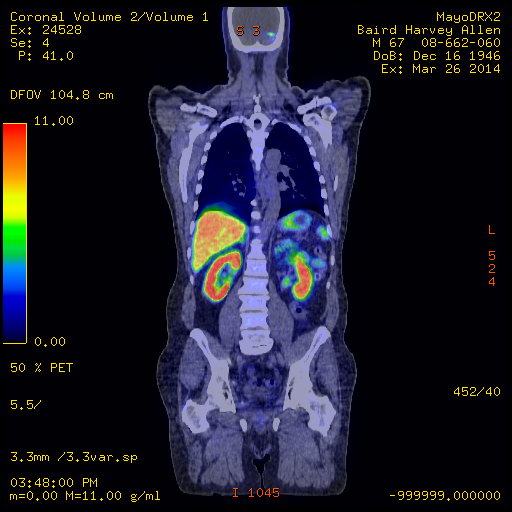 Coronal Volume 2/Volume 1
Ex: 24528
Se: 4
P: 41.0
DFOV 104.8 cm
11.00
0.00
50 % PET
5.5/
3.3mm /3.3var.sp
03:48:00 PM
m=0.00 M=11.00 g/ml
S 3
I 1045
MayoDRX2
Baird Harvey Allen
M 67 08-662-060
DoB: Dec 16 1946
Ex: Mar 26 2014
L
5
2
4
452/40
-999999.000000